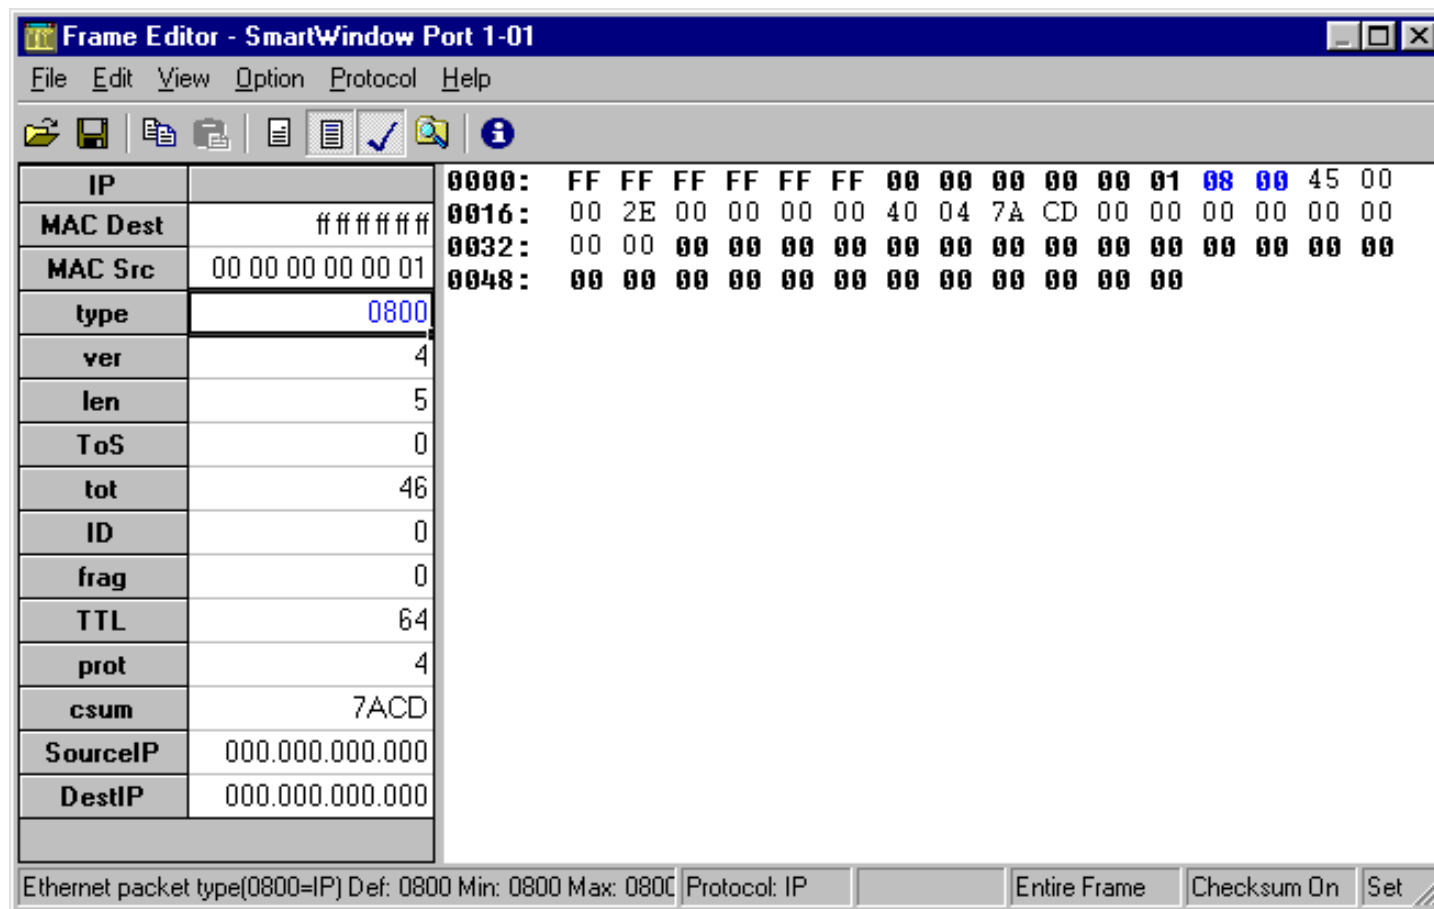 Frame Editor - SmartWindow Port 1-01
File Edit View Option Protocol Help
IP
MAC Dest ff ff ff ff ff ff
MAC Src 00 00 00 00 00 01
type 0800
ver 4
len 5
ToS 0
tot 46
ID 0
frag 0
TTL 64
prot 4
csum 7ACD
SourceIP 000.000.000.000
DestIP 000.000.000.000
0000: FF FF FF FF FF FF 00 00 00 00 00 01 08 00 45 00
0016: 00 2E 00 00 00 00 40 04 7A CD 00 00 00 00 00 00
0032: 00 00 00 00 00 00 00 00 00 00 00 00 00 00 00 00
0048: 00 00 00 00 00 00 00 00 00 00 00 00
Ethernet packet type(0800=IP) Def: 0800 Min: 0800 Max: 0800 Protocol: IP Entire Frame Checksum On Set